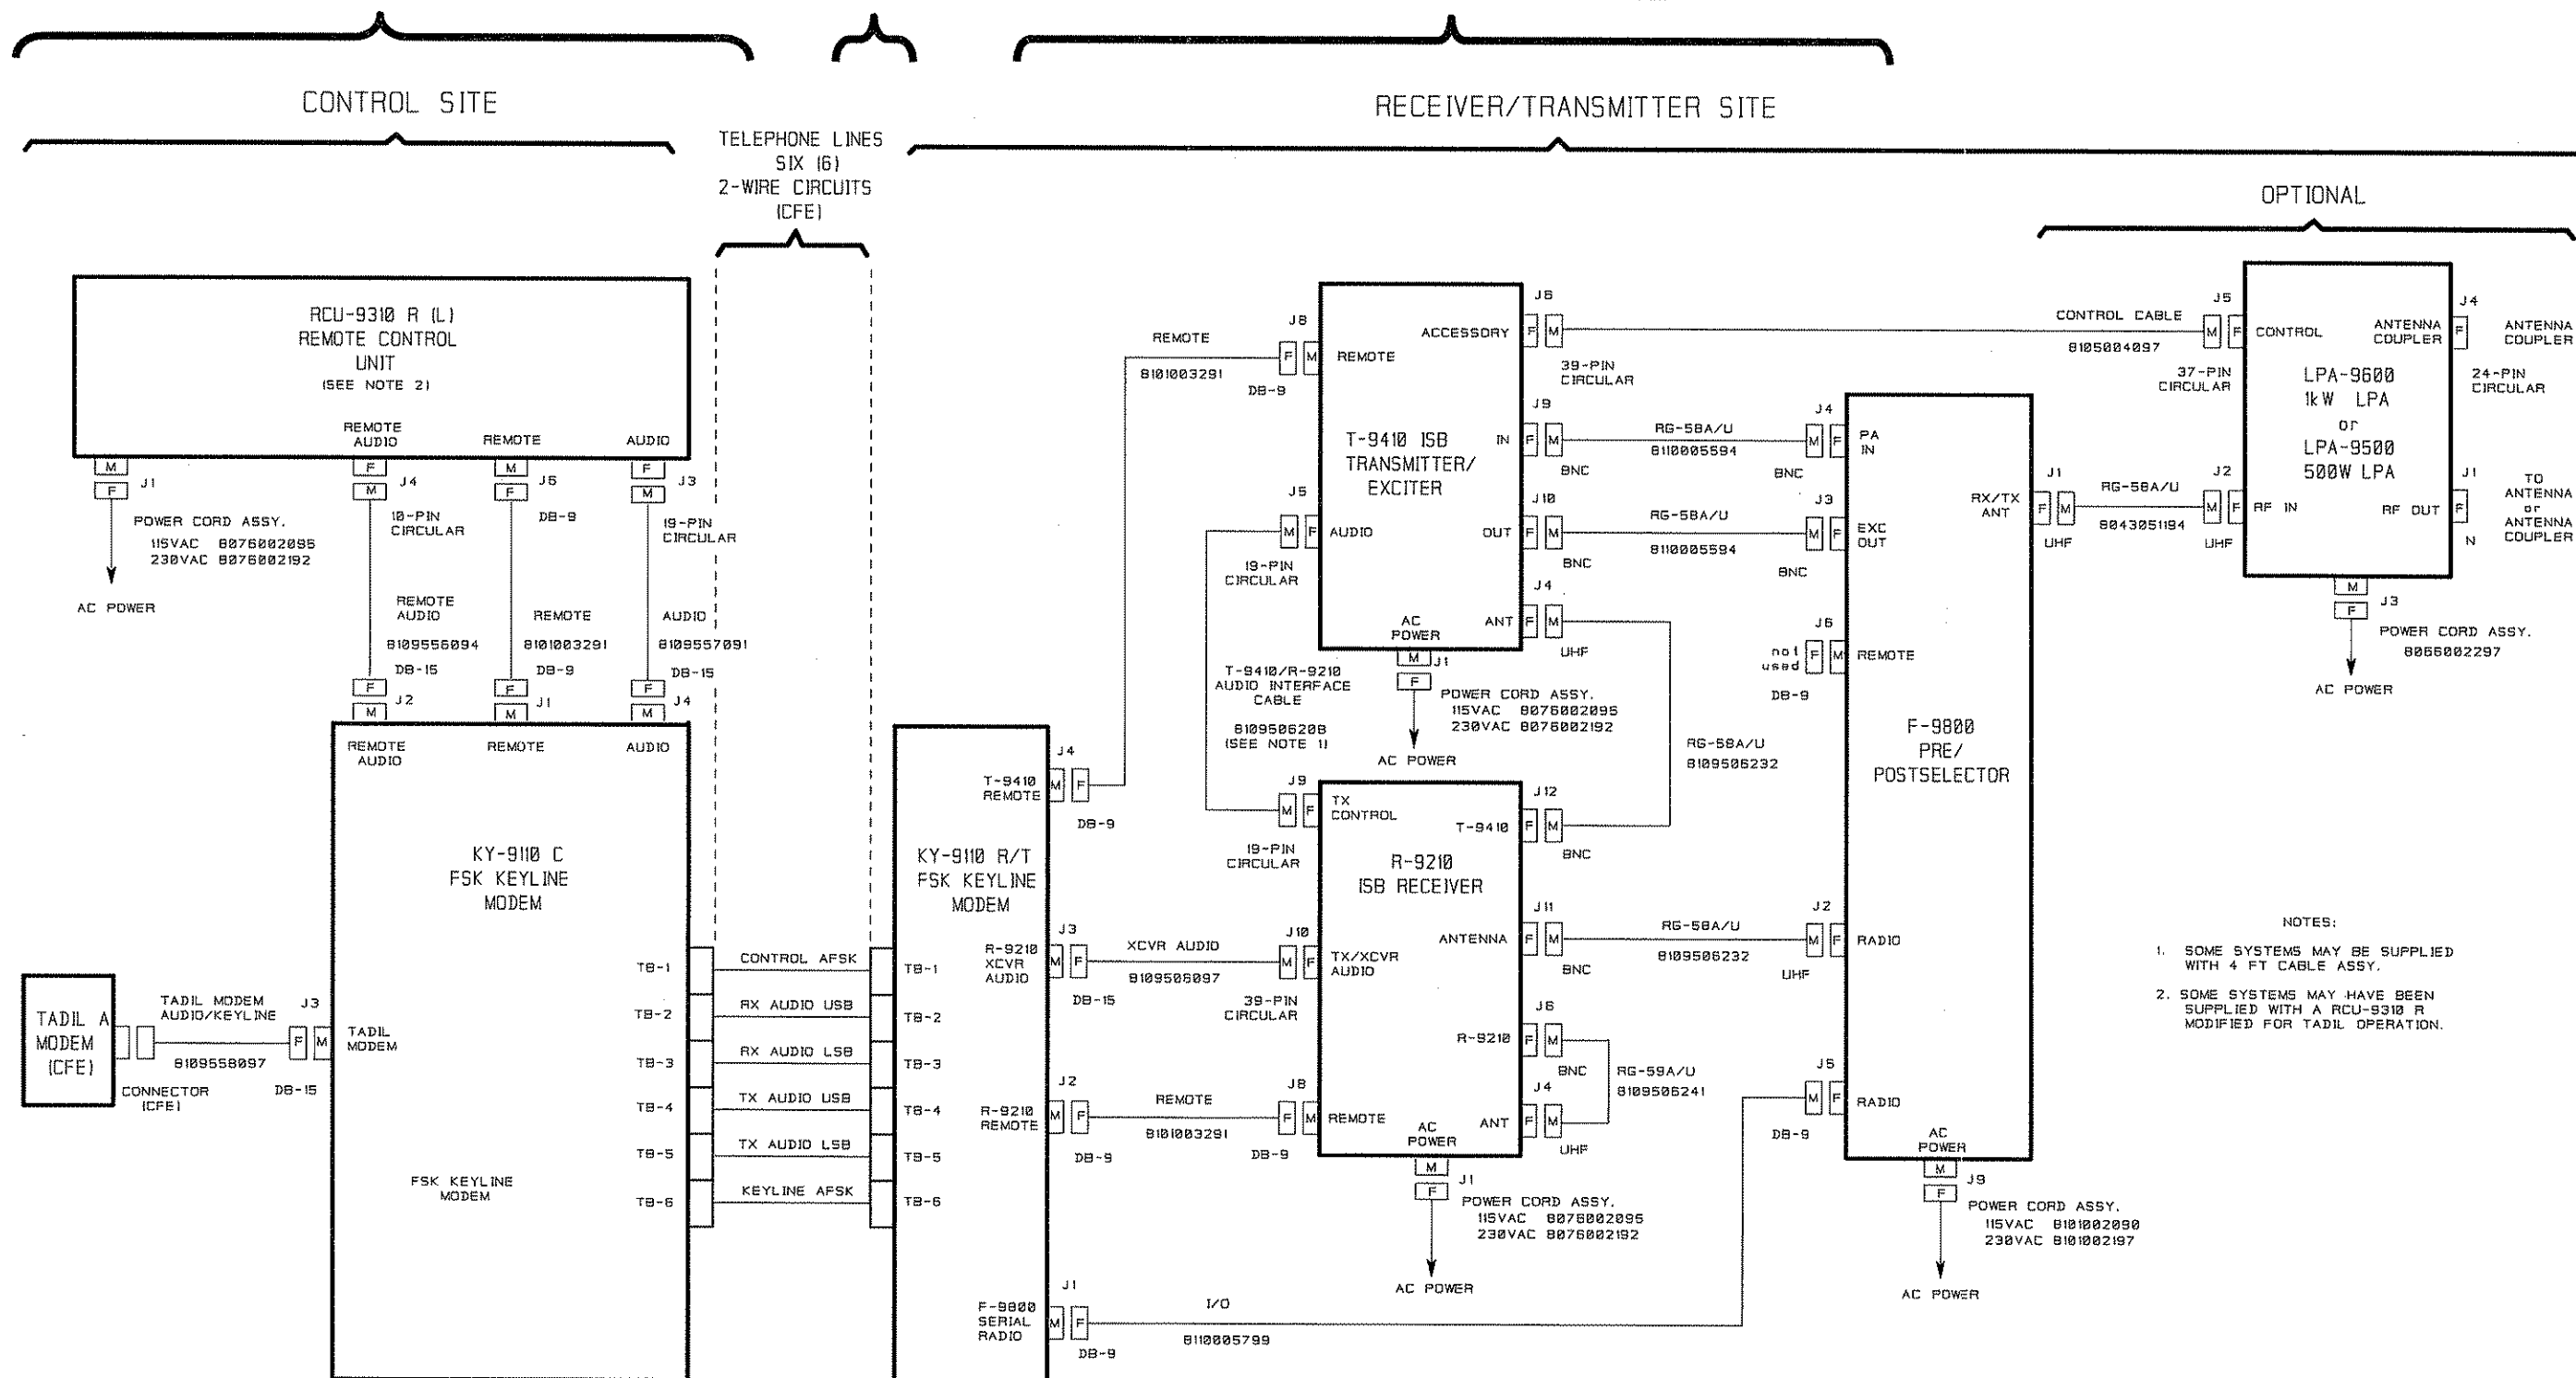 CONTROL SITE
RECEIVER/TRANSMITTER SITE
TELEPHONE LINES
SIX (6)
2-WIRE CIRCUITS
(CFE)
OPTIONAL
RCU-9310 R (L)
REMOTE CONTROL
UNIT
(SEE NOTE 2)
REMOTE
AUDIO
REMOTE
AUDIO
M
F
J1
F
M
J4
M
F
J6
F
M
J3
POWER CORD ASSY.
115VAC 8076002095
230VAC 8076002192
AC POWER
10-PIN
CIRCULAR
DB-9
19-PIN
CIRCULAR
REMOTE
AUDIO
8109556094
REMOTE
8101003291
AUDIO
8109557091
DB-15
DB-9
DB-15
F
M
J2
F
M
J1
F
M
J4
REMOTE
AUDIO
REMOTE
AUDIO
KY-9110 C
FSK KEYLINE
MODEM
TADIL A
MODEM
(CFE)
TADIL MODEM
AUDIO/KEYLINE
8109558097
CONNECTOR
(CFE)
J3
F
M
DB-15
TADIL
MODEM
FSK KEYLINE
MODEM
TB-1
CONTROL AFSK
TB-1
TB-2
RX AUDIO USB
TB-2
TB-3
RX AUDIO LSB
TB-3
TB-4
TX AUDIO USB
TB-4
TB-5
TX AUDIO LSB
TB-5
TB-6
KEYLINE AFSK
TB-6
KY-9110 R/T
FSK KEYLINE
MODEM
T-9410
REMOTE
J4
M
F
DB-9
R-9210
XCVR
AUDIO
J3
M
F
DB-15
XCVR AUDIO
8109506097
R-9210
REMOTE
J2
M
F
DB-9
REMOTE
8101003291
F-9800
SERIAL
RADIO
J1
M
F
DB-9
I/O
8110005799
REMOTE
8101003291
J8
F
M
DB-9
REMOTE
ACCESSORY
J6
F
M
39-PIN
CIRCULAR
T-9410 ISB
TRANSMITTER/
EXCITER
IN
J9
F
M
BNC
RG-58A/U
8110005594
J5
M
F
AUDIO
19-PIN
CIRCULAR
OUT
J10
F
M
BNC
RG-58A/U
8110005594
ANT
J4
F
M
UHF
AC
POWER
M
F
J1
POWER CORD ASSY.
115VAC 8076002095
230VAC 8076002192
AC POWER
T-9410/R-9210
AUDIO INTERFACE
CABLE
8109506208
(SEE NOTE 1)
RG-58A/U
8109506232
J9
M
F
TX
CONTROL
19-PIN
CIRCULAR
T-9410
J12
F
M
BNC
R-9210
ISB RECEIVER
J10
M
F
TX/XCVR
AUDIO
39-PIN
CIRCULAR
ANTENNA
J11
F
M
BNC
RG-58A/U
8109506232
R-9210
J6
F
M
BNC
RG-59A/U
8109506241
J8
F
M
REMOTE
DB-9
ANT
J4
F
M
UHF
AC
POWER
M
F
J1
POWER CORD ASSY.
115VAC 8076002095
230VAC 8076002192
AC POWER
J4
M
F
PA
IN
BNC
J3
M
F
EXC
OUT
BNC
J6
not
used
F
M
REMOTE
DB-9
F-9800
PRE/
POSTSELECTOR
J2
M
F
RADIO
UHF
J5
M
F
RADIO
DB-9
AC
POWER
M
F
J9
POWER CORD ASSY.
115VAC 8101002090
230VAC 8101002197
AC POWER
RX/TX
ANT
J1
F
M
UHF
RG-58A/U
8043051194
J2
M
F
RF IN
UHF
CONTROL CABLE
8105004097
J5
M
F
CONTROL
37-PIN
CIRCULAR
LPA-9600
1kW LPA
or
LPA-9500
500W LPA
ANTENNA
COUPLER
J4
F
ANTENNA
COUPLER
24-PIN
CIRCULAR
RF OUT
J1
F
N
TO
ANTENNA
or
ANTENNA
COUPLER
M
F
J3
POWER CORD ASSY.
8066002297
AC POWER
NOTES:
1. SOME SYSTEMS MAY BE SUPPLIED
WITH 4 FT CABLE ASSY.
2. SOME SYSTEMS MAY HAVE BEEN
SUPPLIED WITH A RCU-9310 R
MODIFIED FOR TADIL OPERATION.